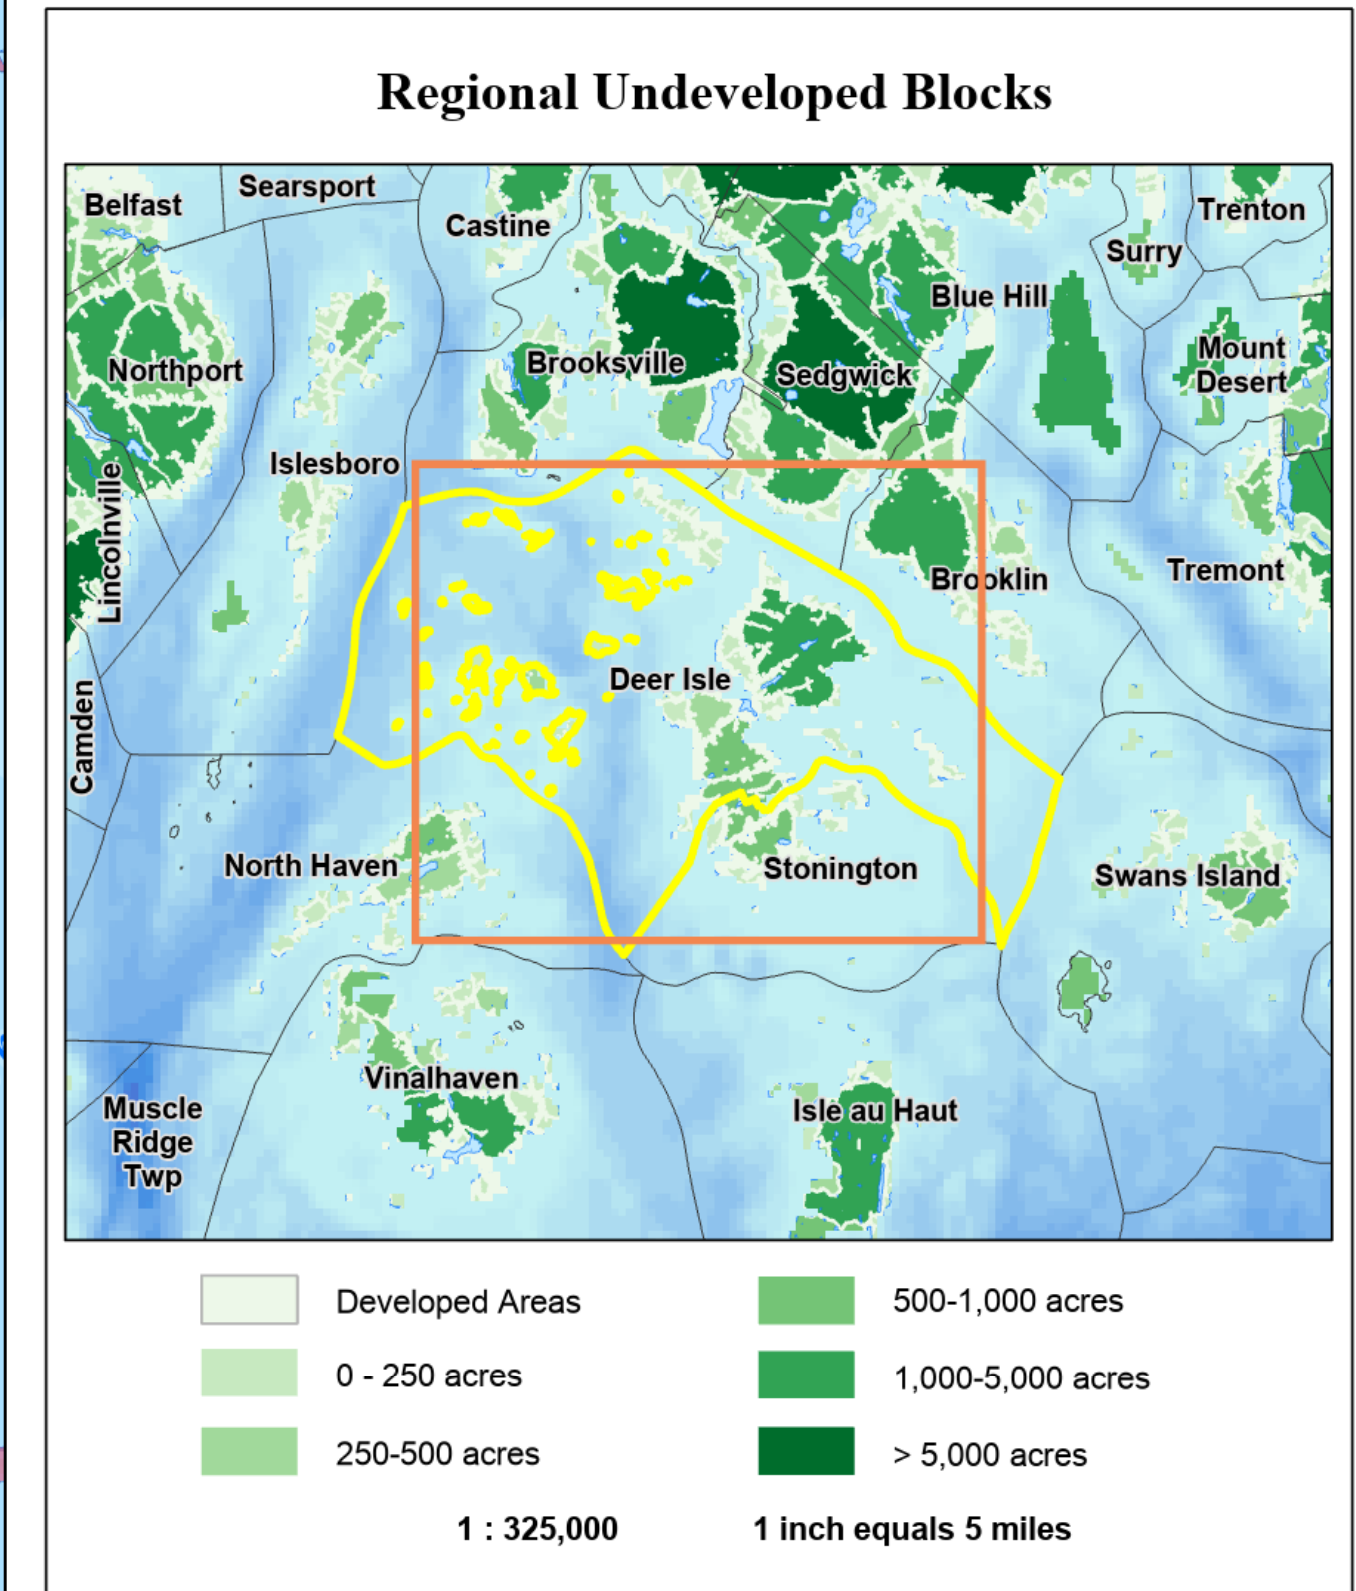 Regional Undeveloped Blocks
Belfast
Searsport
Castine
Trenton
Surry
Blue Hill
Northport
Brooksville
Sedgwick
Mount
Desert
Islesboro
Lincolnville
Brooklin
Tremont
Deer Isle
Camden
North Haven
Stonington
Swans Island
Vinalhaven
Muscle
Ridge
Twp
Isle au Haut
Developed Areas
500-1,000 acres
0 - 250 acres
1,000-5,000 acres
250-500 acres
> 5,000 acres
1 : 325,000
1 inch equals 5 miles